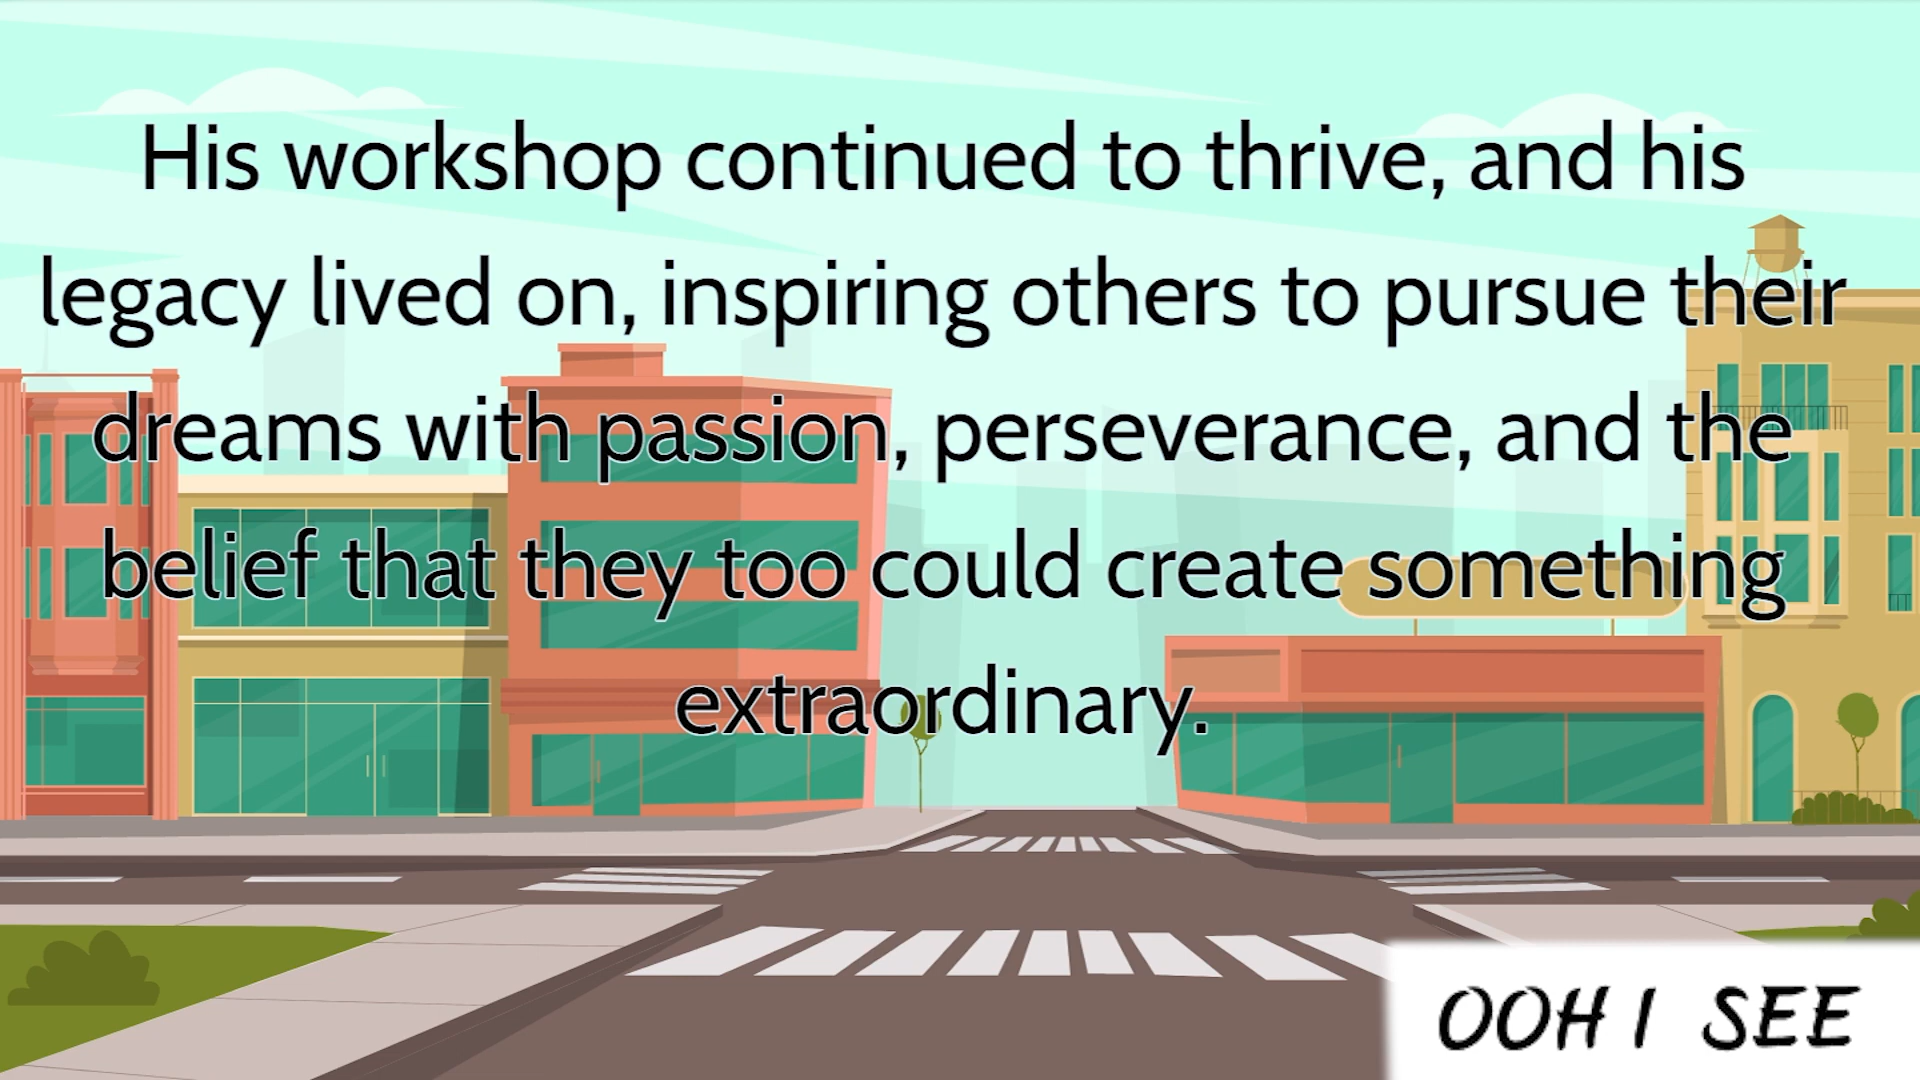 His workshop continued to thrive, and his
legacy lived on, inspiring others to pursue their
dreams with passion, perseverance, and the
belief that they too could create something
extraordinary.
OOH I SEE